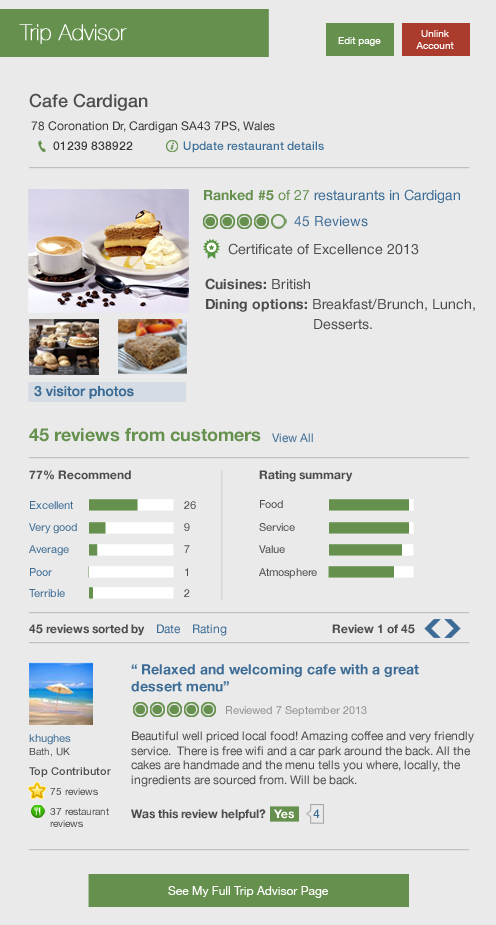 Trip Advisor
Edit page
Unlink
Account
Cafe Cardigan
78 Coronation Dr, Cardigan SA43 7PS, Wales
01239 838922
Update restaurant details
Ranked #5 of 27 restaurants in Cardigan
45 Reviews
Certificate of Excellence 2013
Cuisines: British
Dining options: Breakfast/Brunch, Lunch,
Desserts.
3 visitor photos
45 reviews from customers View All
77% Recommend
Excellent 26
Very good 9
Average 7
Poor 1
Terrible 2
Rating summary
Food
Service
Value
Atmosphere
45 reviews sorted by Date Rating
Review 1 of 45
“ Relaxed and welcoming cafe with a great
dessert menu”
Reviewed 7 September 2013
khughes
Bath, UK
Top Contributor
75 reviews
37 restaurant
reviews
Beautiful well priced local food! Amazing coffee and very friendly
service. There is free wifi and a car park around the back. All the
cakes are handmade and the menu tells you where, locally, the
ingredients are sourced from. Will be back.
Was this review helpful? Yes 4
See My Full Trip Advisor Page